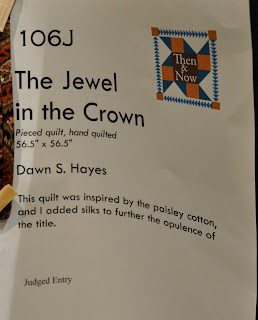 106J
Then
&
Now
The Jewel
in the Crown
Pieced quilt, hand quilted
56.5" x 56.5"
Dawn S. Hayes
This quilt was inspired by the paisley cotton,
and I added silks to further the opulence of
the title.
Judged Entry